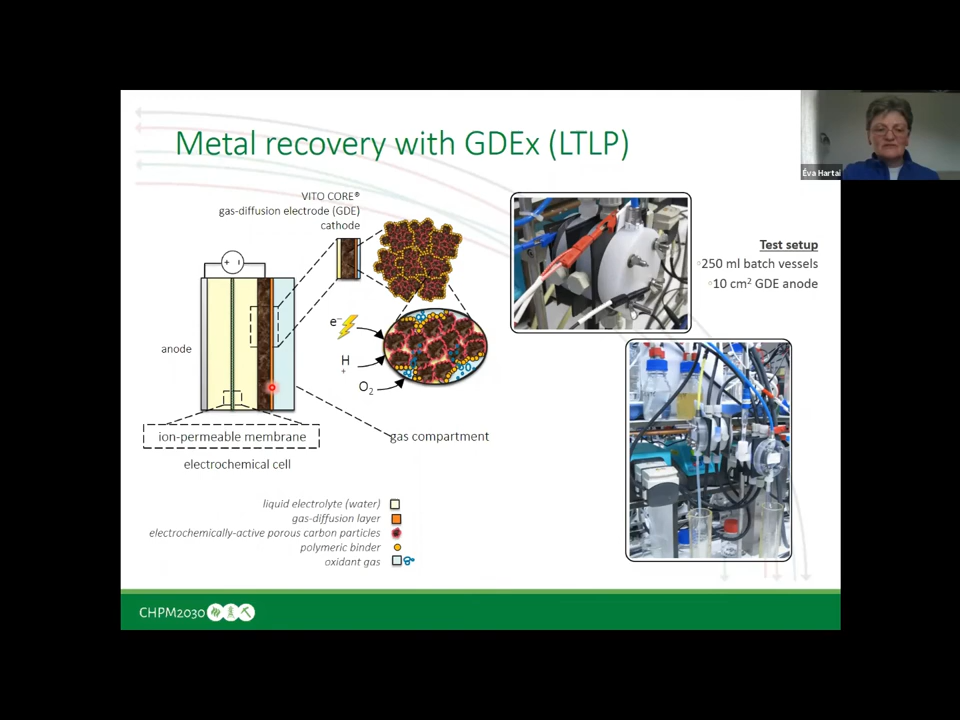 Metal recovery with GDEx (LTLP)
Éva Hartai
VITO CORE®
gas-diffusion electrode (GDE)
cathode
Test setup
250 ml batch vessels
10 cm² GDE anode
+ I
e⁻
anode
H
+
O₂
ion-permeable membrane
gas compartment
electrochemical cell
liquid electrolyte (water)
gas-diffusion layer
electrochemically-active porous carbon particles
polymeric binder
oxidant gas
CHPM2030